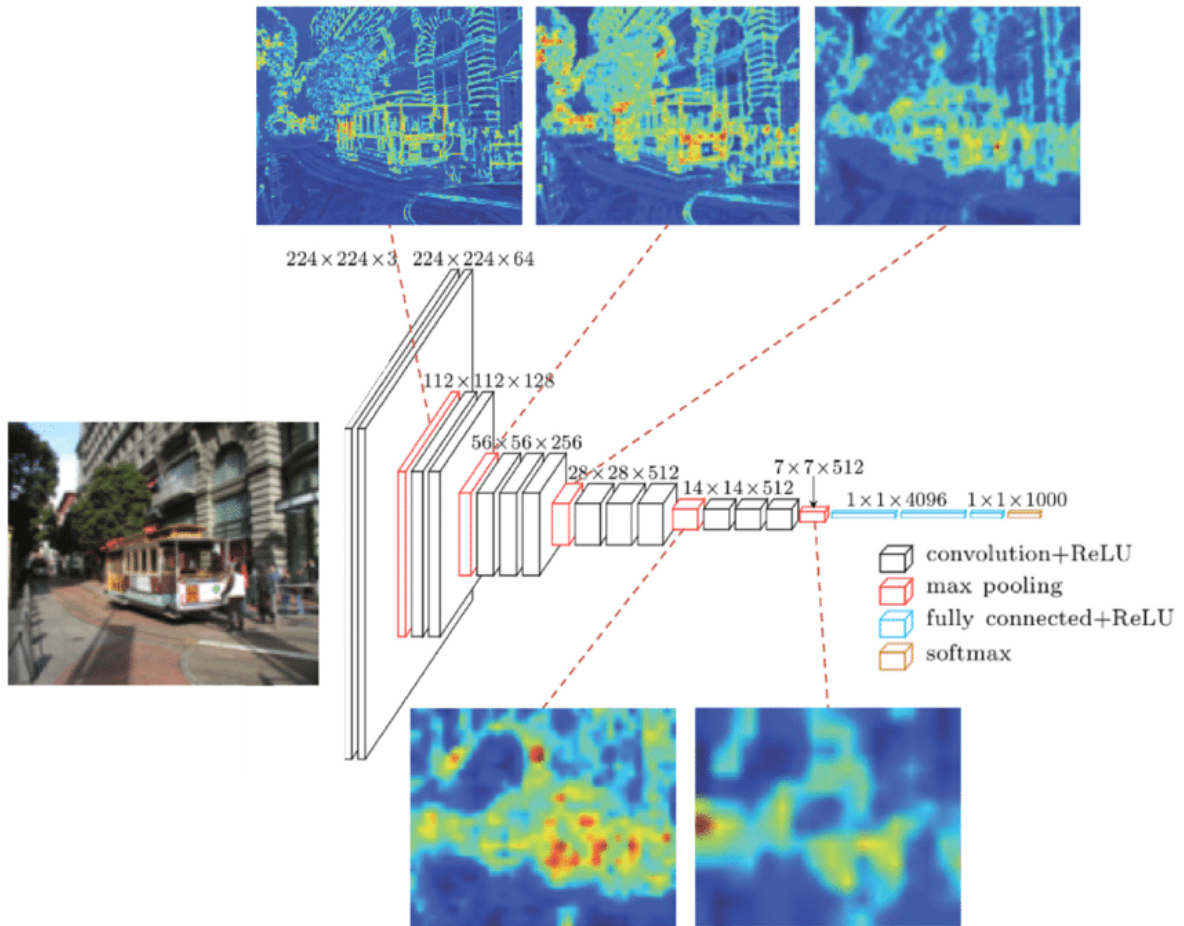 224×224×3
224×224×64
112×112×128
56×56×256
28×28×512
14×14×512
7×7×512
1×1×4096
1×1×1000
convolution+ReLU
max pooling
fully connected+ReLU
softmax